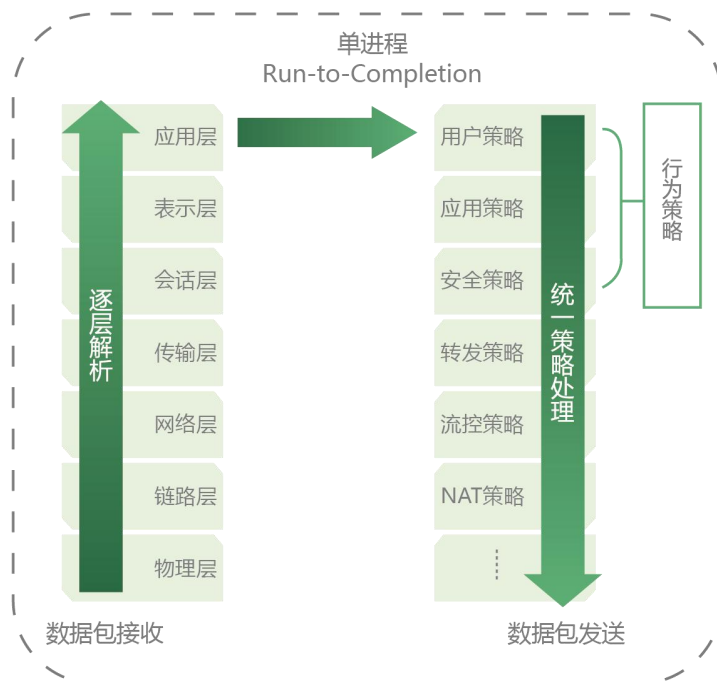 单进程
Run-to-Completion
应用层
表示层
会话层
传输层
网络层
链路层
物理层
逐层解析
数据包接收
用户策略
应用策略
安全策略
转发策略
流控策略
NAT策略
统一策略处理
行为策略
数据包发送